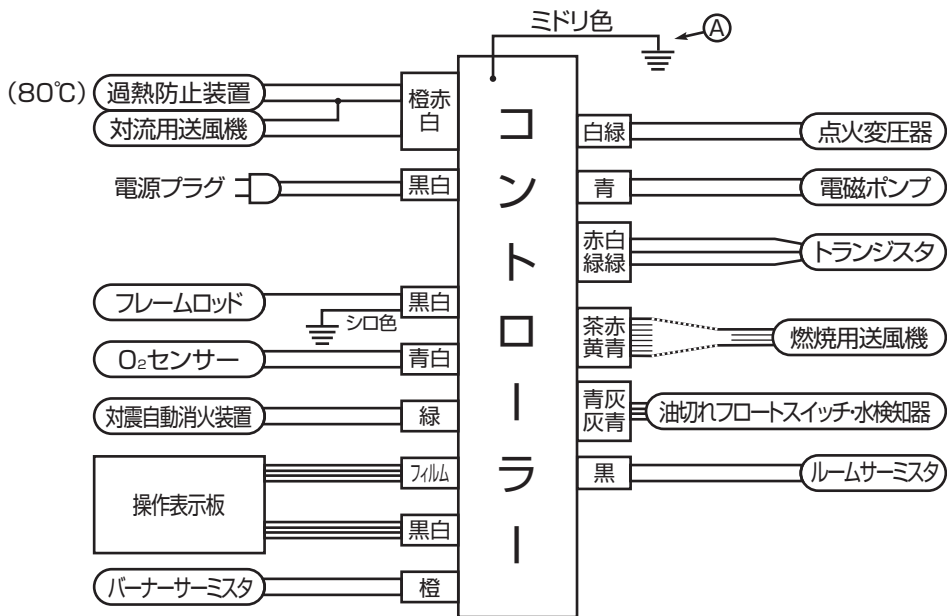 ミドリ色
A
(80℃)
過熱防止装置
対流用送風機
橙赤
白
電源プラグ
黒白
フレームロッド
黒白
シロ色
O₂センサー
青白
対震自動消火装置
緑
操作表示板
フィルム
黒白
バーナーサーミスタ
橙
コントローラー
白緑
点火変圧器
青
電磁ポンプ
赤白
緑緑
トランジスタ
茶赤
黄青
燃焼用送風機
青灰
灰青
油切れフロートスイッチ・水検知器
黒
ルームサーミスタ